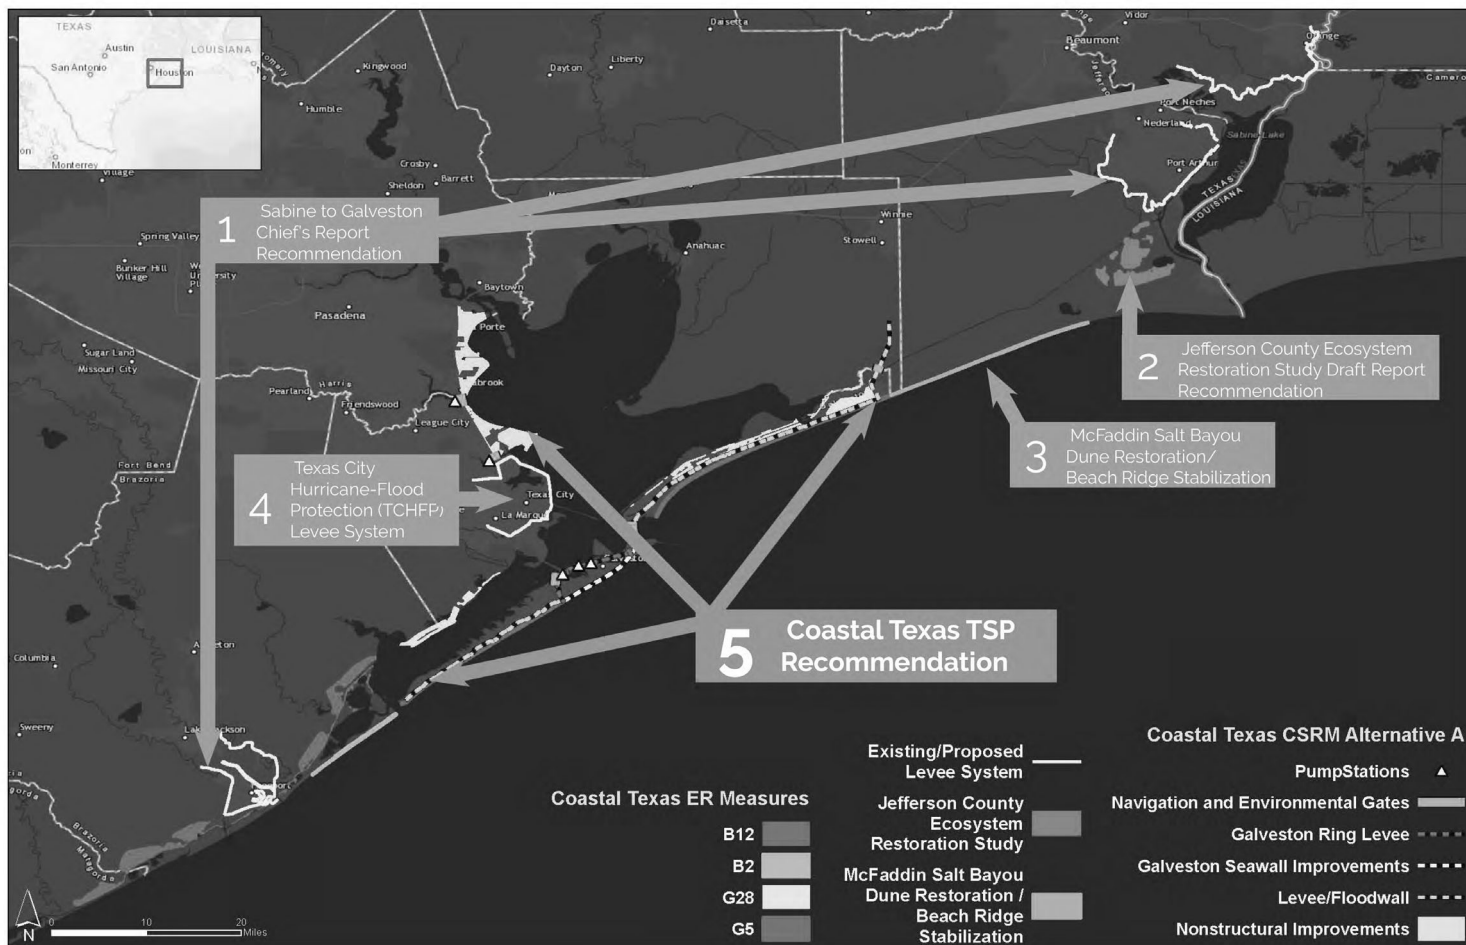 TEXAS
LOUISIANA
Austin
San Antonio
Houston
Monterrey
Village
Kingwood
Humble
Daisetta
Dayton
Liberty
Vidor
Beaumont
Orange
Port Neches
Nederland
Sabine Lake
Port Arthur
TEXAS
LOUISIANA
Crosby
Barrett
Sheldon
Winnie
Stowell
Anahuac
Spring Valley
Bunker Hill
Village
Baytown
Pasadena
Sugar Land
Missouri City
Pearland
Harris
Friendswood
League City
Fort Bend
Brazoria
Texas City
Columbia
Sweeny
Brazoria
Matagorda
1
Sabine to Galveston
Chief's Report
Recommendation
2
Jefferson County Ecosystem
Restoration Study Draft Report
Recommendation
3
McFaddin Salt Bayou
Dune Restoration/
Beach Ridge Stabilization
4
Texas City
Hurricane-Flood
Protection (TCHFP)
Levee System
5
Coastal Texas TSP
Recommendation
Coastal Texas ER Measures
B12
B2
G28
G5
Existing/Proposed
Levee System
Jefferson County
Ecosystem
Restoration Study
McFaddin Salt Bayou
Dune Restoration /
Beach Ridge
Stabilization
Coastal Texas CSRM Alternative A
PumpStations
Navigation and Environmental Gates
Galveston Ring Levee
Galveston Seawall Improvements
Levee/Floodwall
Nonstructural Improvements
N
0 10 20
Miles